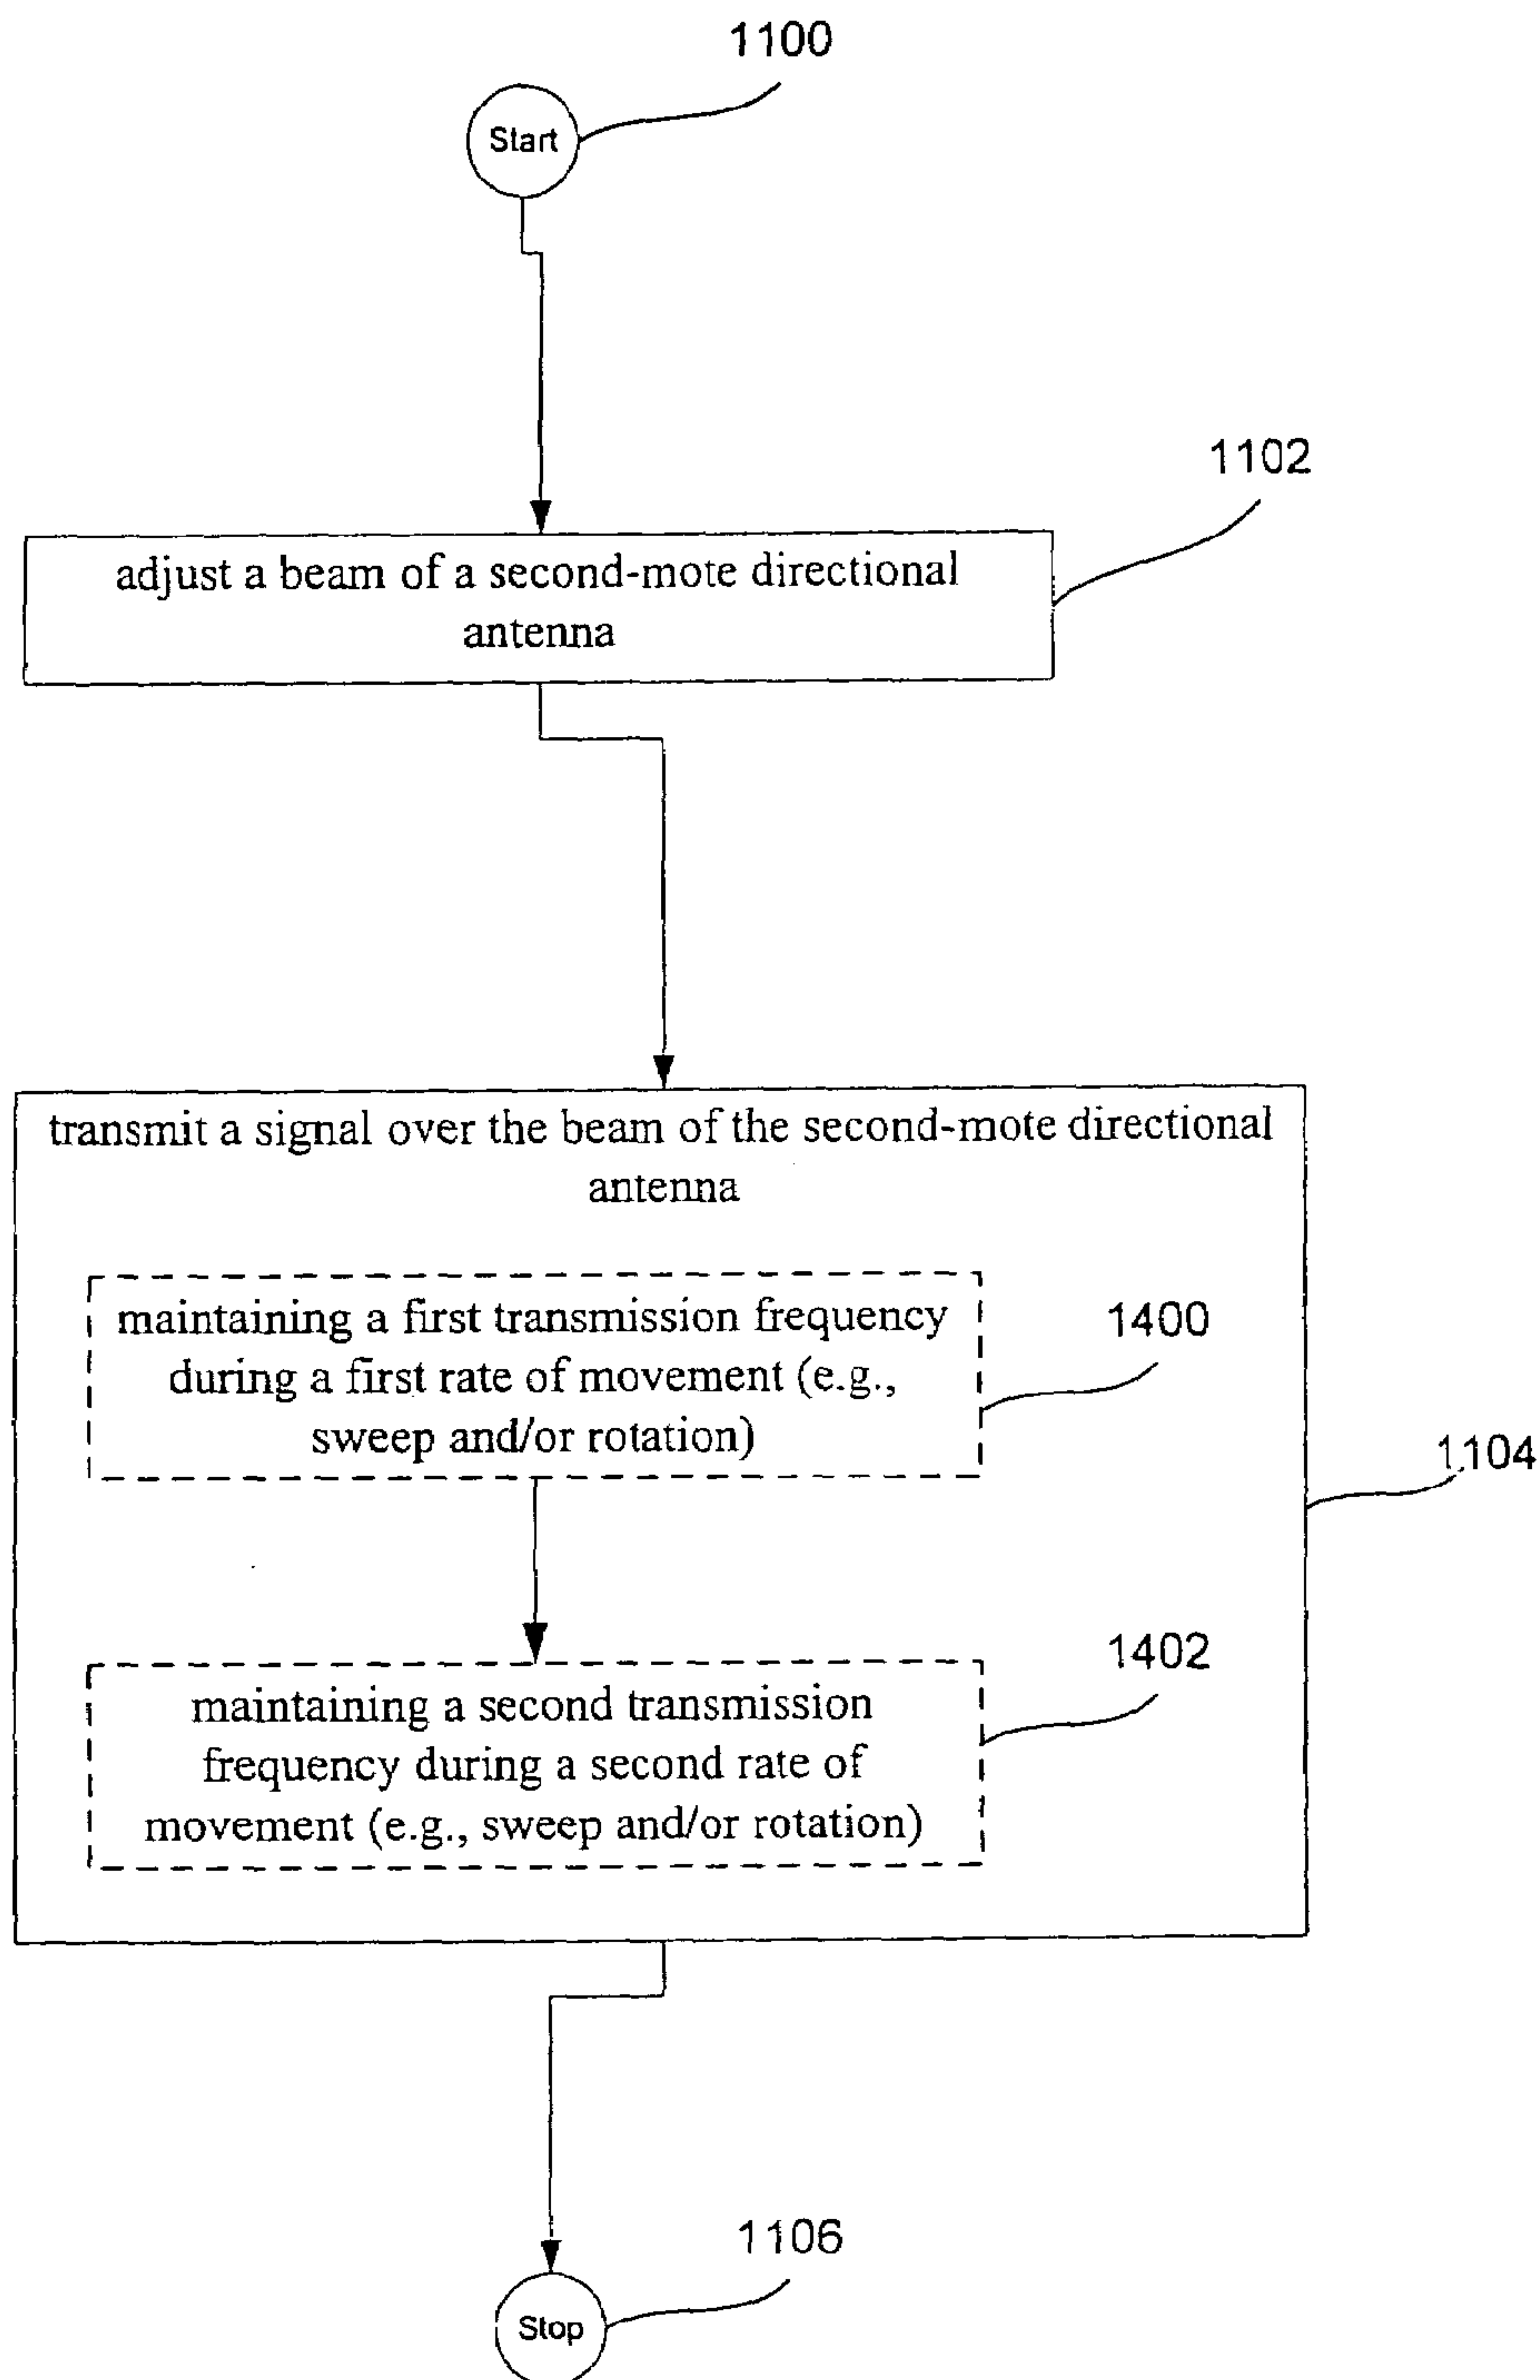 1100
Start
1102
adjust a beam of a second-mote directional
antenna
transmit a signal over the beam of the second-mote directional
antenna
maintaining a first transmission frequency
during a first rate of movement (e.g.,
sweep and/or rotation)
1400
1104
maintaining a second transmission
frequency during a second rate of
movement (e.g., sweep and/or rotation)
1402
1106
Stop